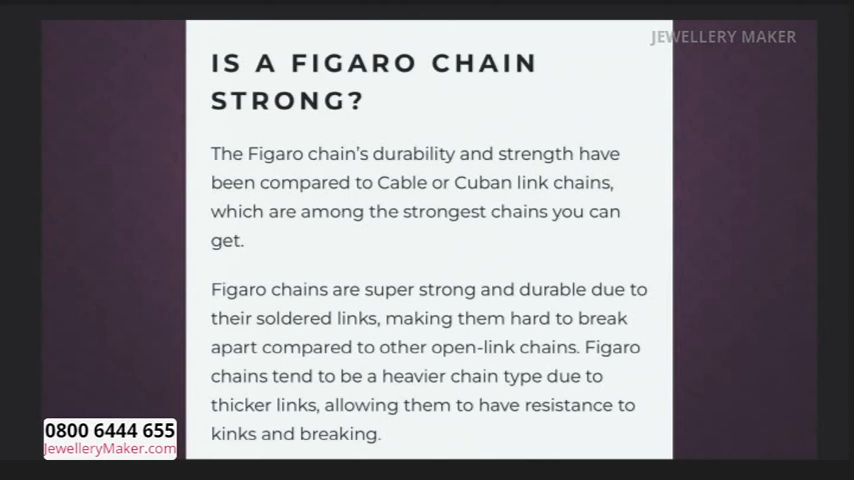 JEWELLERY MAKER
IS A FIGARO CHAIN
STRONG?
The Figaro chain’s durability and strength have
been compared to Cable or Cuban link chains,
which are among the strongest chains you can
get.
Figaro chains are super strong and durable due to
their soldered links, making them hard to break
apart compared to other open-link chains. Figaro
chains tend to be a heavier chain type due to
thicker links, allowing them to have resistance to
kinks and breaking.
0800 6444 655
JewelleryMaker.com